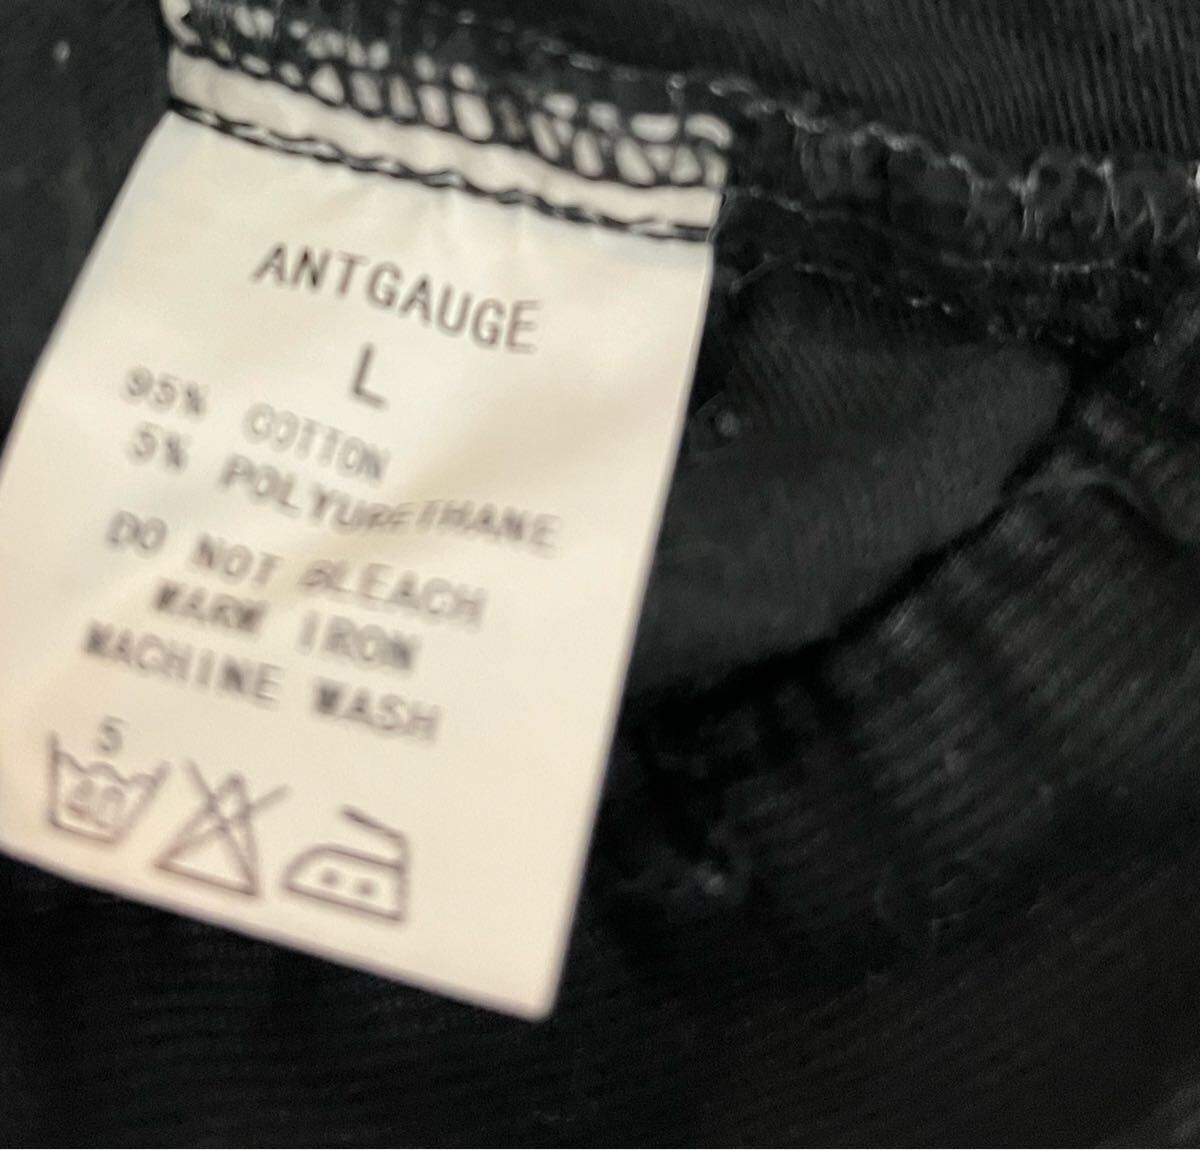 ANTGAUGE
L
95% COTTON
5% POLYURETHANE
DO NOT BLEACH
WARM IRON
MACHINE WASH
5
40